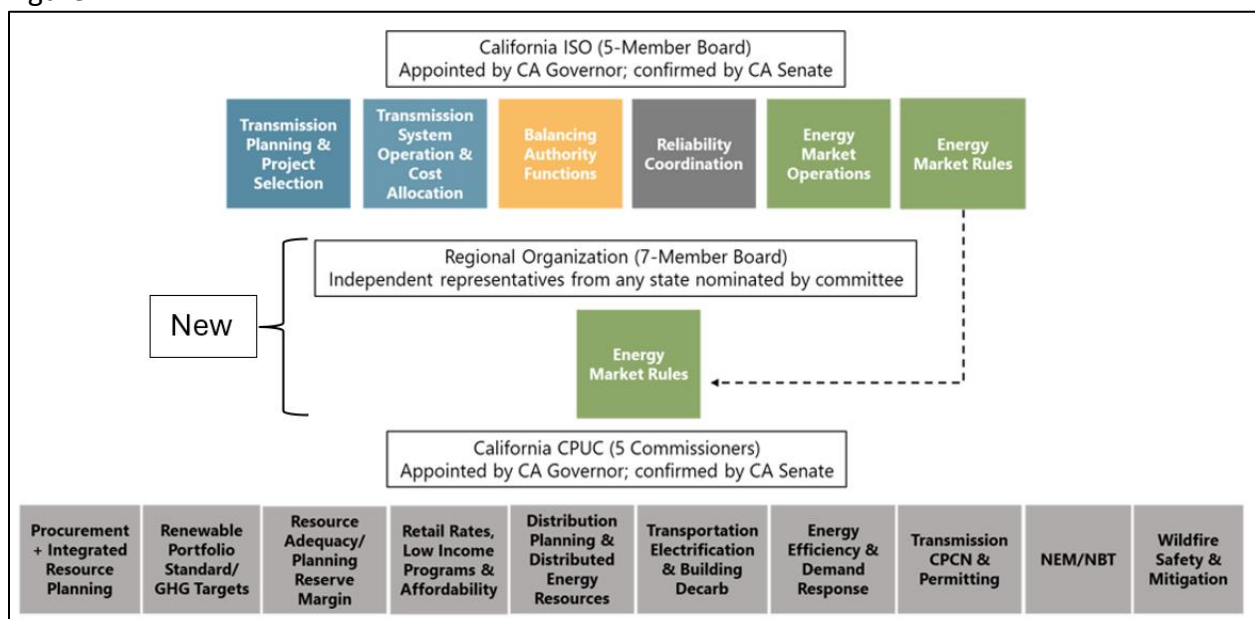 California ISO (5-Member Board)
Appointed by CA Governor; confirmed by CA Senate
Transmission
Planning &
Project
Selection
Transmission
System
Operation &
Cost
Allocation
Balancing
Authority
Functions
Reliability
Coordination
Energy
Market
Operations
Energy
Market Rules
Regional Organization (7-Member Board)
Independent representatives from any state nominated by committee
New
Energy
Market Rules
California CPUC (5 Commissioners)
Appointed by CA Governor; confirmed by CA Senate
Procurement
+ Integrated
Resource
Planning
Renewable
Portfolio
Standard/
GHG Targets
Resource
Adequacy/
Planning
Reserve
Margin
Retail Rates,
Low Income
Programs &
Affordability
Distribution
Planning &
Distributed
Energy
Resources
Transportation
Electrification
& Building
Decarb
Energy
Efficiency &
Demand
Response
Transmission
CPCN &
Permitting
NEM/NBT
Wildfire
Safety &
Mitigation